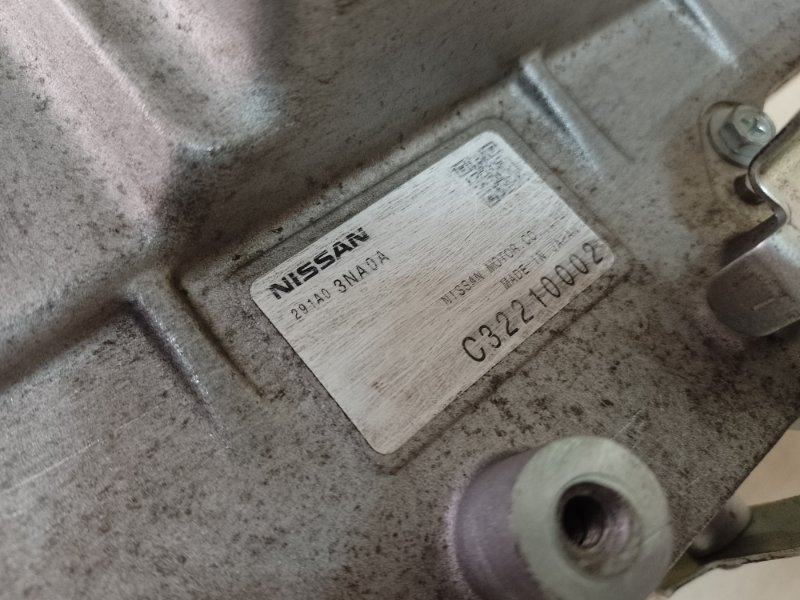 NISSAN
291A0 3NA0A
NISSAN MOTOR CO
MADE IN JAPAN
C32210002